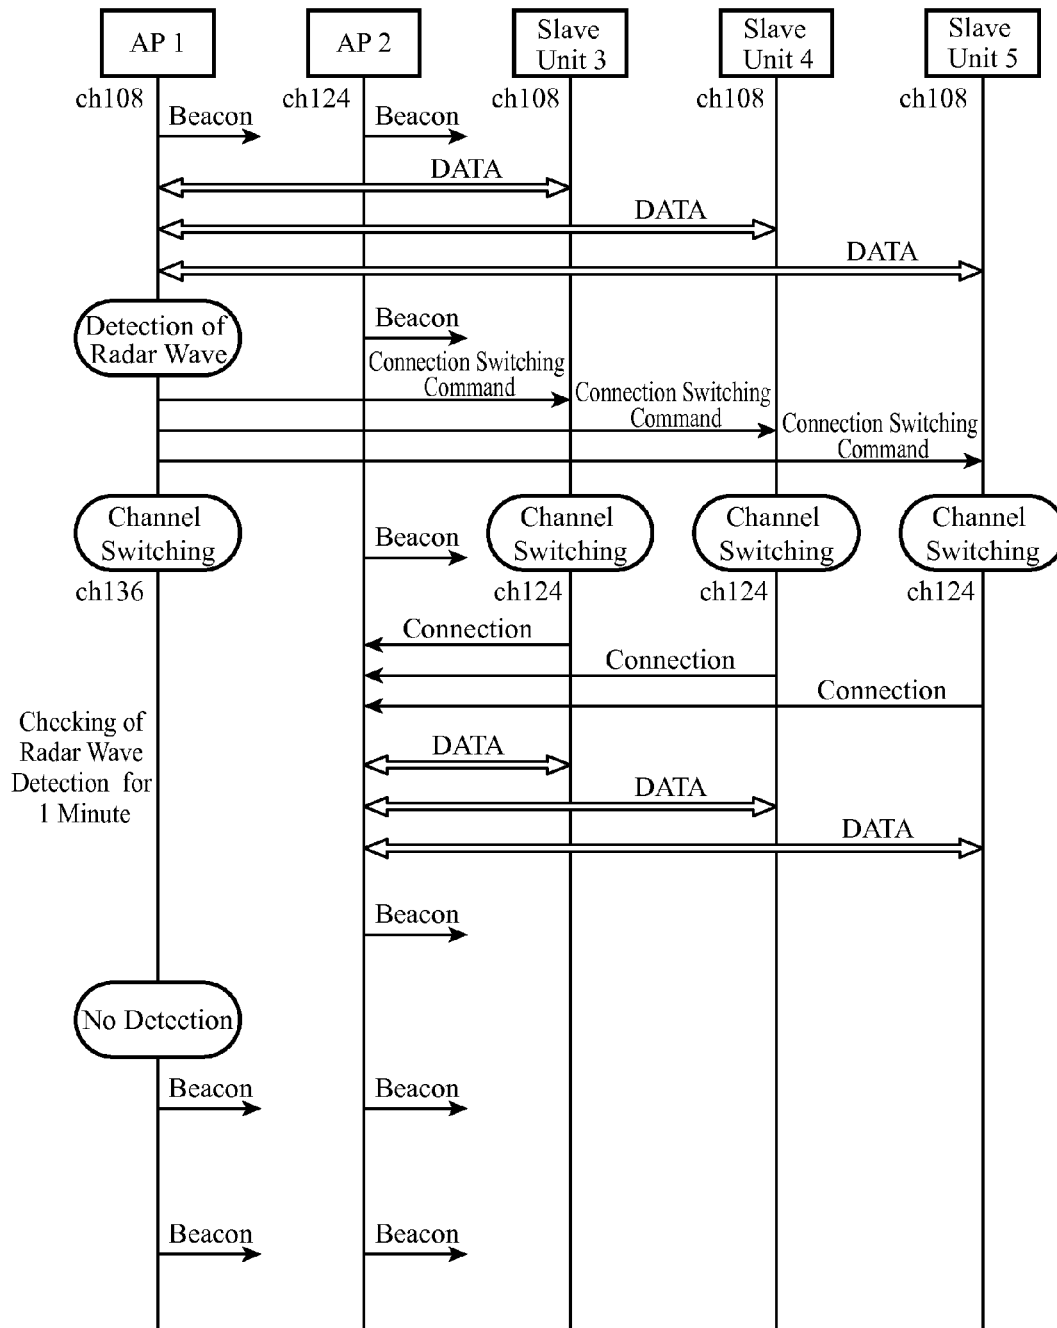 AP 1
AP 2
Slave
Unit 3
Slave
Unit 4
Slave
Unit 5
ch108
ch124
ch108
ch108
ch108
Beacon
Beacon
DATA
DATA
DATA
Detection of
Radar Wave
Beacon
Connection Switching
Command
Connection Switching
Command
Connection Switching
Command
Channel
Switching
Beacon
Channel
Switching
Channel
Switching
Channel
Switching
ch136
ch124
ch124
ch124
Connection
Connection
Connection
Checking of
Radar Wave
Detection for
1 Minute
DATA
DATA
DATA
Beacon
No Detection
Beacon
Beacon
Beacon
Beacon